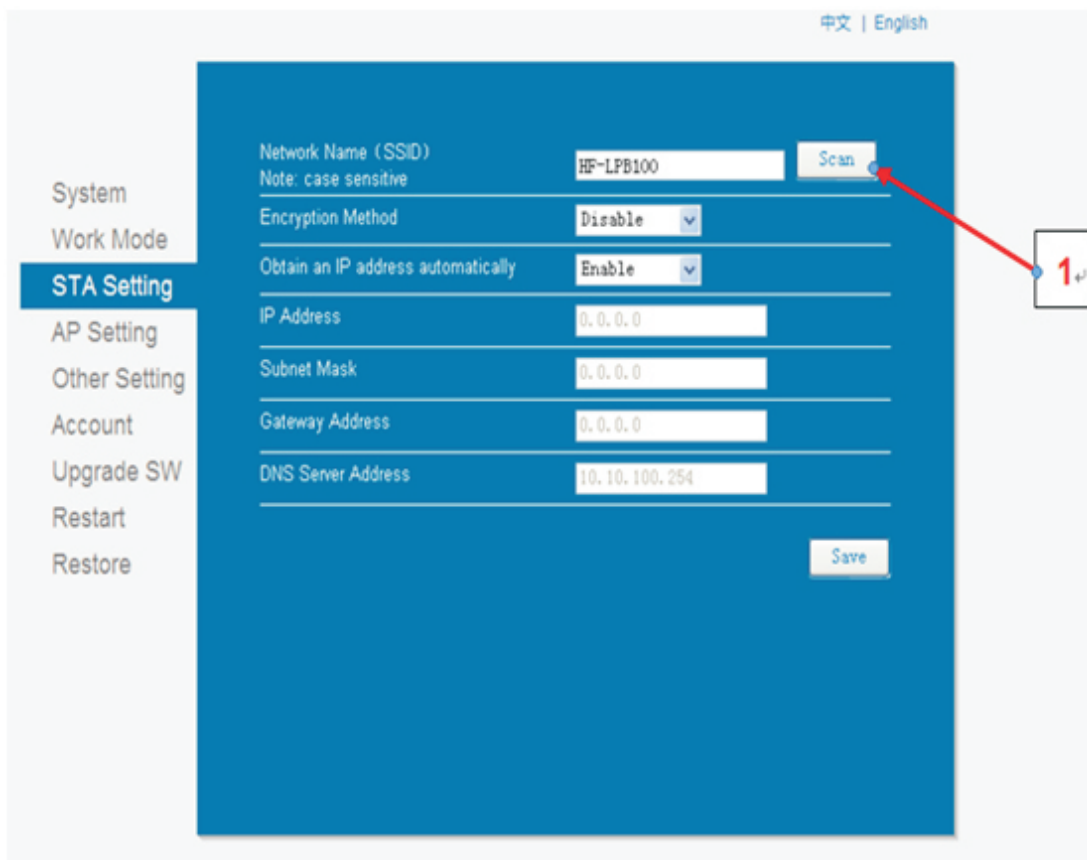 中文 | English
System
Work Mode
STA Setting
AP Setting
Other Setting
Account
Upgrade SW
Restart
Restore
Network Name（SSID）
Note: case sensitive
HF-LPB100
Scan
Encryption Method
Disable
Obtain an IP address automatically
Enable
IP Address
0.0.0.0
Subnet Mask
0.0.0.0
Gateway Address
0.0.0.0
DNS Server Address
10.10.100.254
Save
1